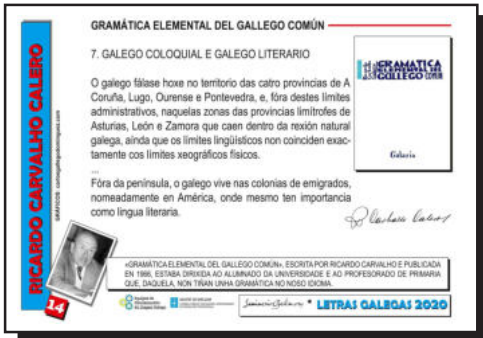 GRAMÁTICA ELEMENTAL DEL GALLEGO COMÚN
7. GALEGO COLOQUIAL E GALEGO LITERARIO
O galego fálase hoxe no territorio das catro provincias de A
Coruña, Lugo, Ourense e Pontevedra, e, fóra destes límites
administrativos, naquelas zonas das provincias limítrofes de
Asturias, León e Zamora que caen dentro da rexión natural
galega, aínda que os límites lingüísticos non coinciden exac-
tamente cos límites xeográficos físicos.
...
Fóra da península, o galego vive nas colonias de emigrados,
nomeadamente en América, onde mesmo ten importancia
como lingua literaria.
GRAMATICA
ELEMENTAL DEL
GALLEGO COMÚN
Galaxia
RICARDO CARVALHO CALERO
14
«GRAMÁTICA ELEMENTAL DEL GALLEGO COMÚN», ESCRITA POR RICARDO CARVALHO E PUBLICADA
EN 1966, ESTABA DIRIXIDA AO ALUMNADO DA UNIVERSIDADE E AO PROFESORADO DE PRIMARIA
QUE, DAQUELA, NON TIÑAN UNHA GRAMÁTICA NO NOSO IDIOMA.
* LETRAS GALEGAS 2020